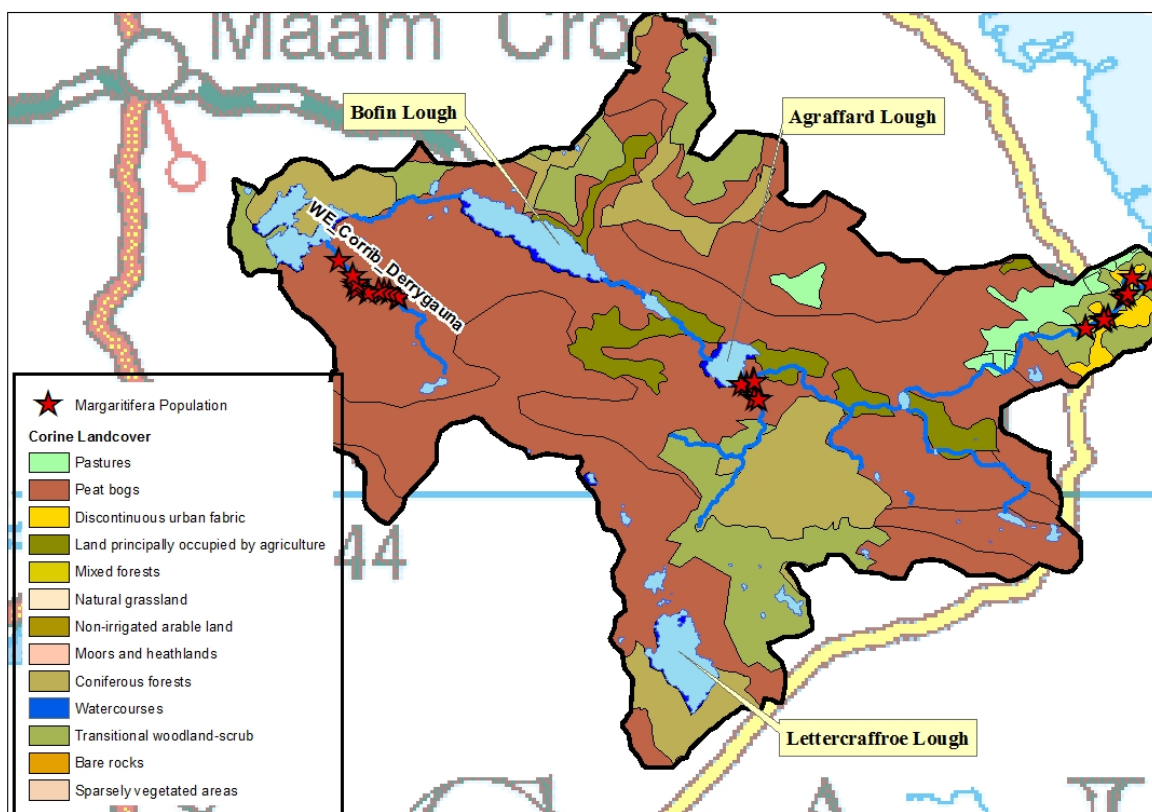 Maam Cross
Bofin Lough
Agraffard Lough
WE_Corrib_Derrygauna
44
Margaritifera Population
Corine Landcover
Pastures
Peat bogs
Discontinuous urban fabric
Land principally occupied by agriculture
Mixed forests
Natural grassland
Non-irrigated arable land
Moors and heathlands
Coniferous forests
Watercourses
Transitional woodland-scrub
Bare rocks
Sparsely vegetated areas
Lettercraffroe Lough